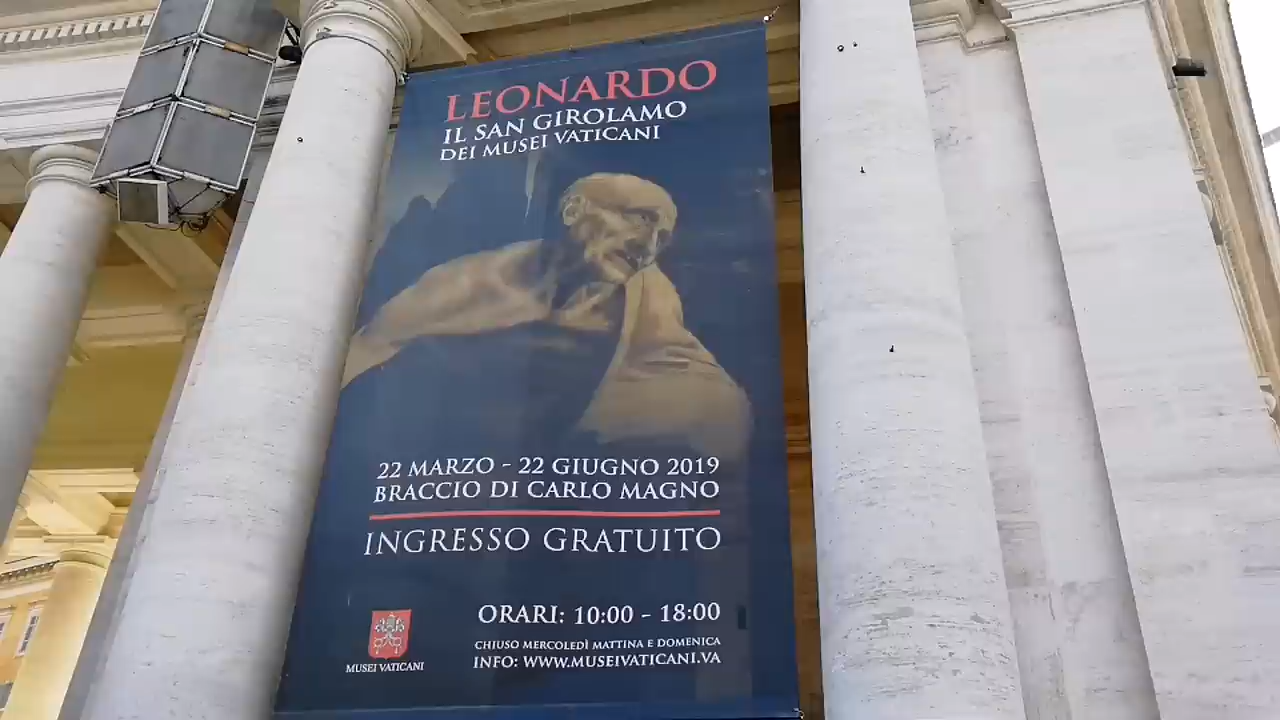 LEONARDO
IL SAN GIROLAMO
DEI MUSEI VATICANI
22 MARZO - 22 GIUGNO 2019
BRACCIO DI CARLO MAGNO
INGRESSO GRATUITO
ORARI: 10:00 - 18:00
CHIUSO MERCOLEDÌ MATTINA E DOMENICA
INFO: WWW.MUSEIVATICANI.VA
MUSEI VATICANI